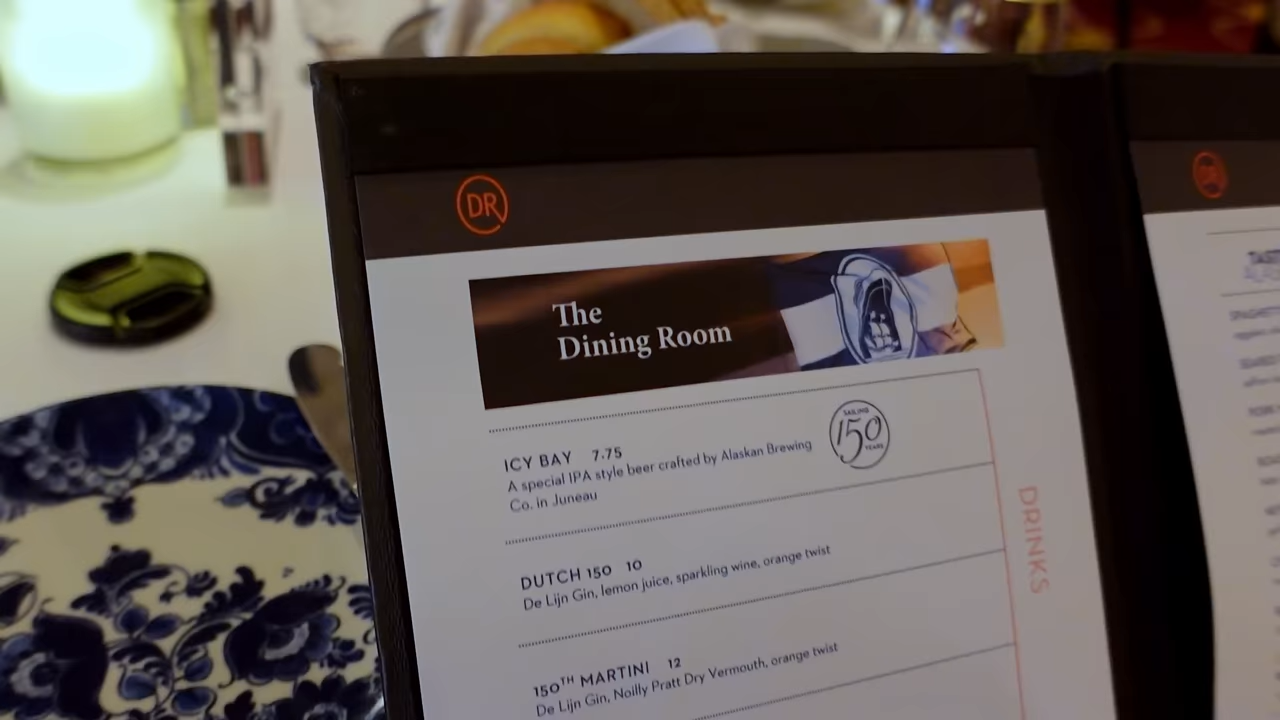 DR
The
Dining Room
SAILING
150
YEARS
ICY BAY 7.75
A special IPA style beer crafted by Alaskan Brewing
Co. in Juneau
DUTCH 150 10
De Lijn Gin, lemon juice, sparkling wine, orange twist
150TH MARTINI 12
De Lijn Gin, Noilly Pratt Dry Vermouth, orange twist
DRINKS
DR